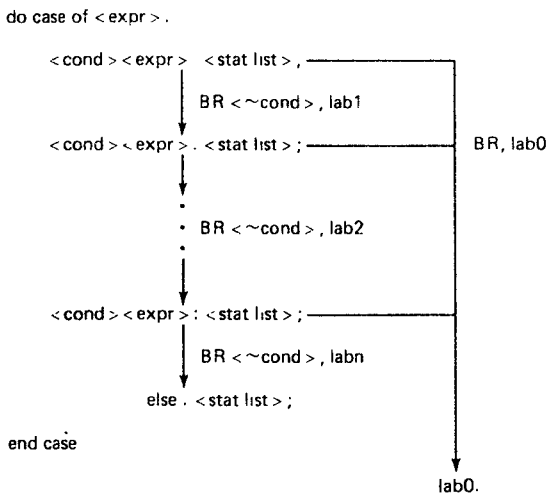 do case of <expr>.
<cond><expr> <stat list>,
BR <~cond>, lab1
<cond><expr>. <stat list>;
BR, lab0
BR <~cond>, lab2
<cond><expr>: <stat list>;
BR <~cond>, labn
else. <stat list>;
end case
lab0.